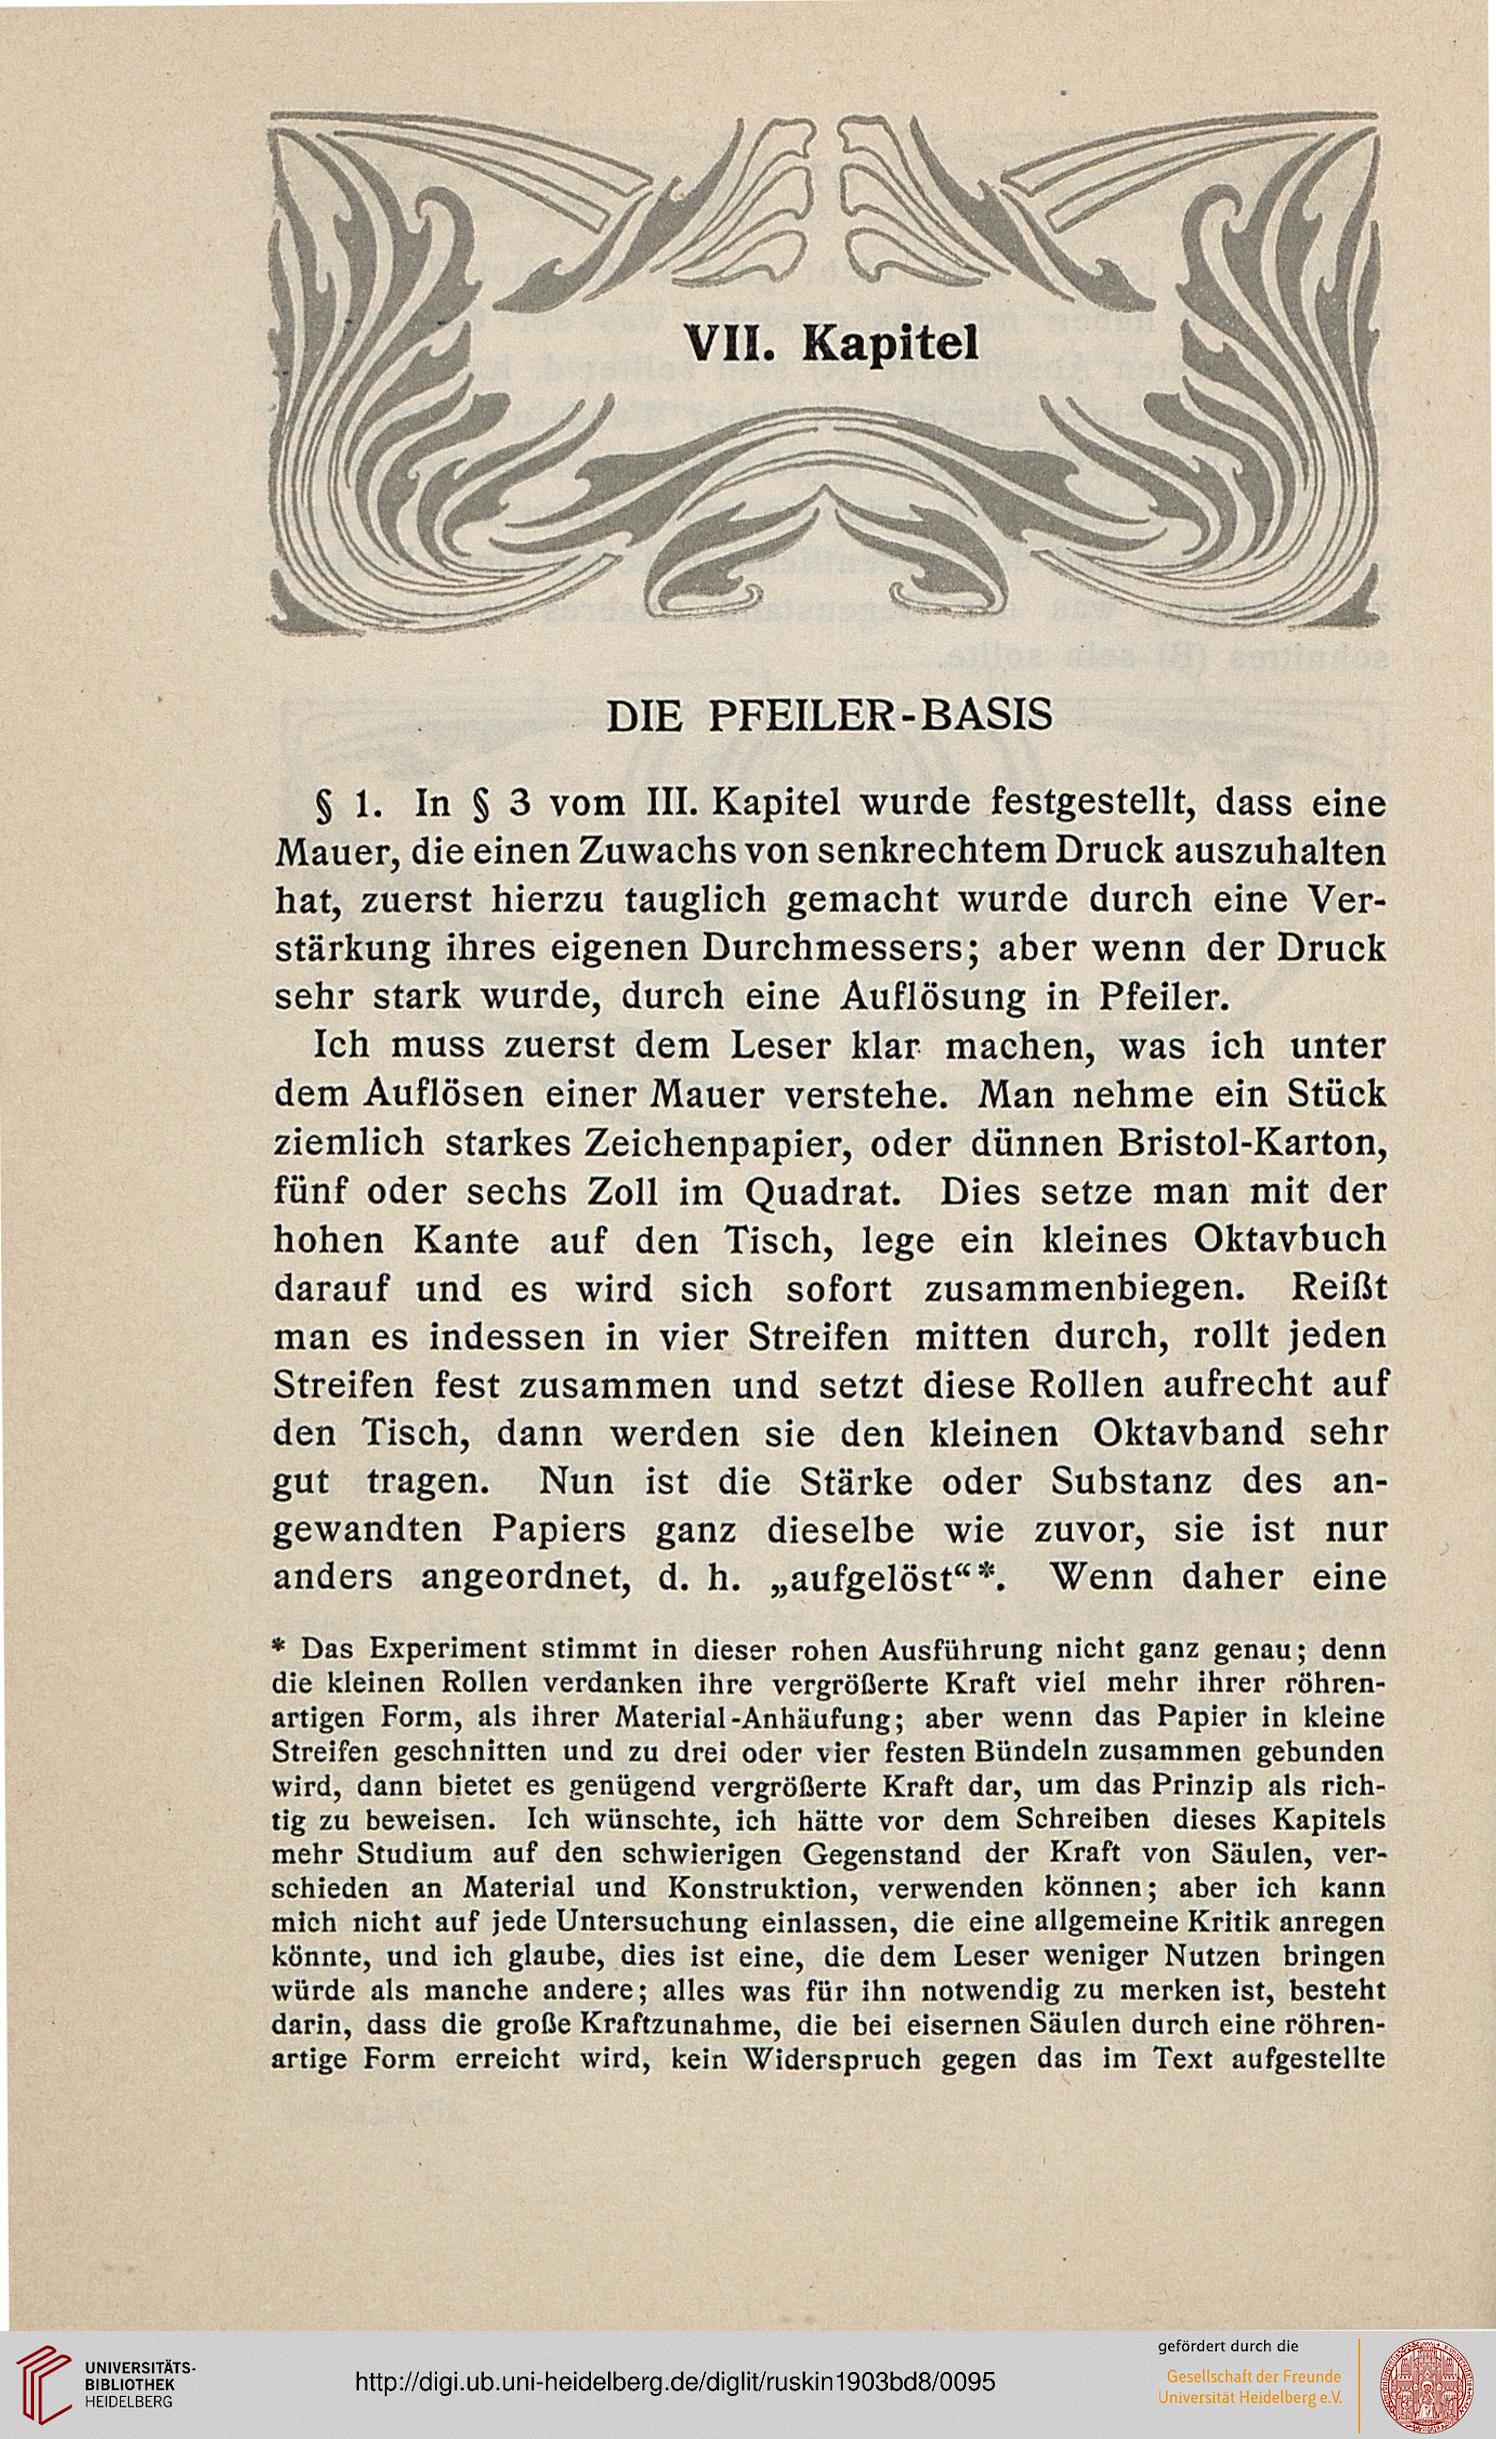 VII. Kapitel
DIE PFEILER-BASIS
§ 1. In § 3 vom III. Kapitel wurde festgestellt, dass eine
Mauer, die einen Zuwachs von senkrechtem Druck auszuhalten
hat, zuerst hierzu tauglich gemacht wurde durch eine Ver-
stärkung ihres eigenen Durchmessers; aber wenn der Druck
sehr stark wurde, durch eine Auflösung in Pfeiler.
Ich muss zuerst dem Leser klar machen, was ich unter
dem Auflösen einer Mauer verstehe. Man nehme ein Stück
ziemlich starkes Zeichenpapier, oder dünnen Bristol-Karton,
fünf oder sechs Zoll im Quadrat. Dies setze man mit der
hohen Kante auf den Tisch, lege ein kleines Oktavbuch
darauf und es wird sich sofort zusammenbiegen. Reißt
man es indessen in vier Streifen mitten durch, rollt jeden
Streifen fest zusammen und setzt diese Rollen aufrecht auf
den Tisch, dann werden sie den kleinen Oktavband sehr
gut tragen. Nun ist die Stärke oder Substanz des an-
gewandten Papiers ganz dieselbe wie zuvor, sie ist nur
anders angeordnet, d. h. „aufgelöst“*. Wenn daher eine
* Das Experiment stimmt in dieser rohen Ausführung nicht ganz genau; denn
die kleinen Rollen verdanken ihre vergrößerte Kraft viel mehr ihrer röhren-
artigen Form, als ihrer Material-Anhäufung; aber wenn das Papier in kleine
Streifen geschnitten und zu drei oder vier festen Bündeln zusammen gebunden
wird, dann bietet es genügend vergrößerte Kraft dar, um das Prinzip als rich-
tig zu beweisen. Ich wünschte, ich hätte vor dem Schreiben dieses Kapitels
mehr Studium auf den schwierigen Gegenstand der Kraft von Säulen, ver-
schieden an Material und Konstruktion, verwenden können; aber ich kann
mich nicht auf jede Untersuchung einlassen, die eine allgemeine Kritik anregen
könnte, und ich glaube, dies ist eine, die dem Leser weniger Nutzen bringen
würde als manche andere; alles was für ihn notwendig zu merken ist, besteht
darin, dass die große Kraftzunahme, die bei eisernen Säulen durch eine röhren-
artige Form erreicht wird, kein Widerspruch gegen das im Text aufgestellte
UNIVERSITÄTS-
BIBLIOTHEK
HEIDELBERG
http://digi.ub.uni-heidelberg.de/diglit/ruskin1903bd8/0095
gefördert durch die
Gesellschaft der Freunde
Universität Heidelberg e.V.